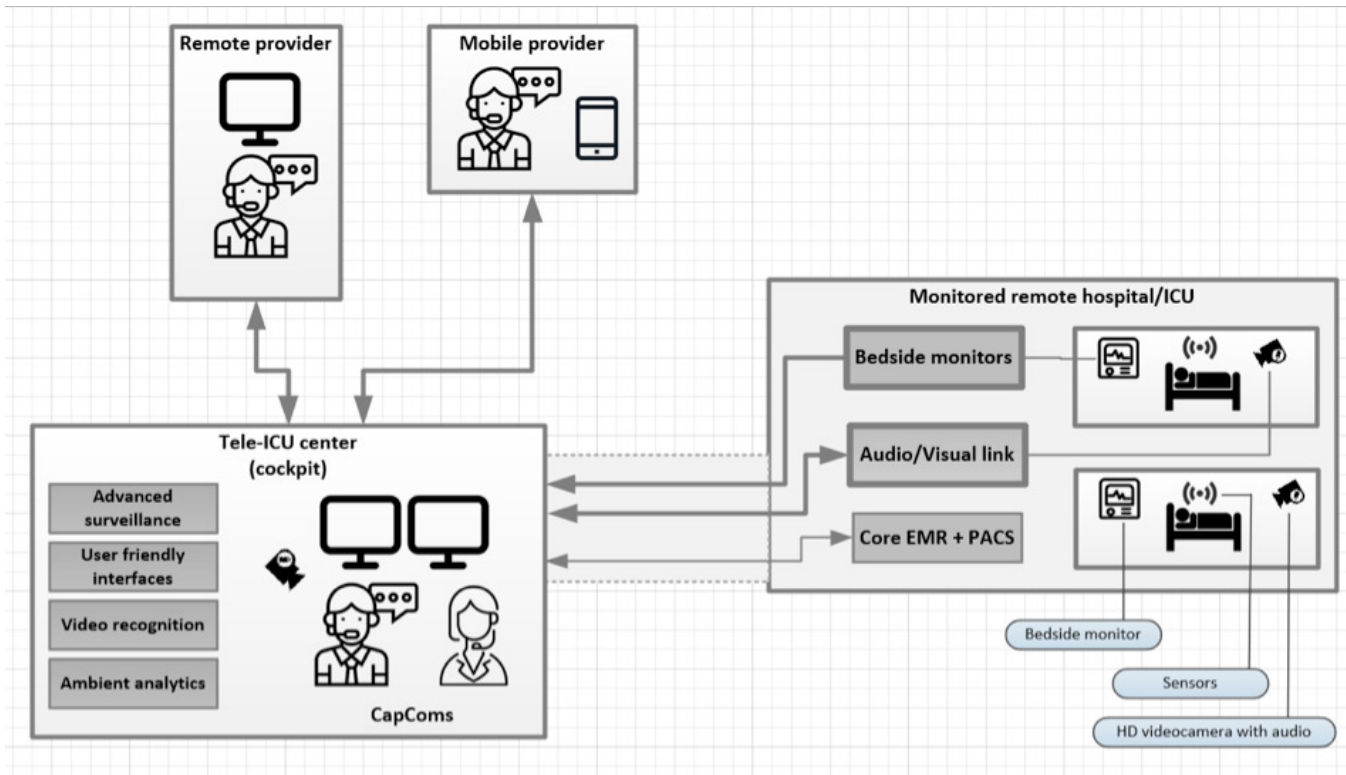 Remote provider
Mobile provider
Monitored remote hospital/ICU
Bedside monitors
Audio/Visual link
Core EMR + PACS
Tele-ICU center
(cockpit)
Advanced
surveillance
User friendly
interfaces
Video recognition
Ambient analytics
CapComs
Bedside monitor
Sensors
HD videocamera with audio